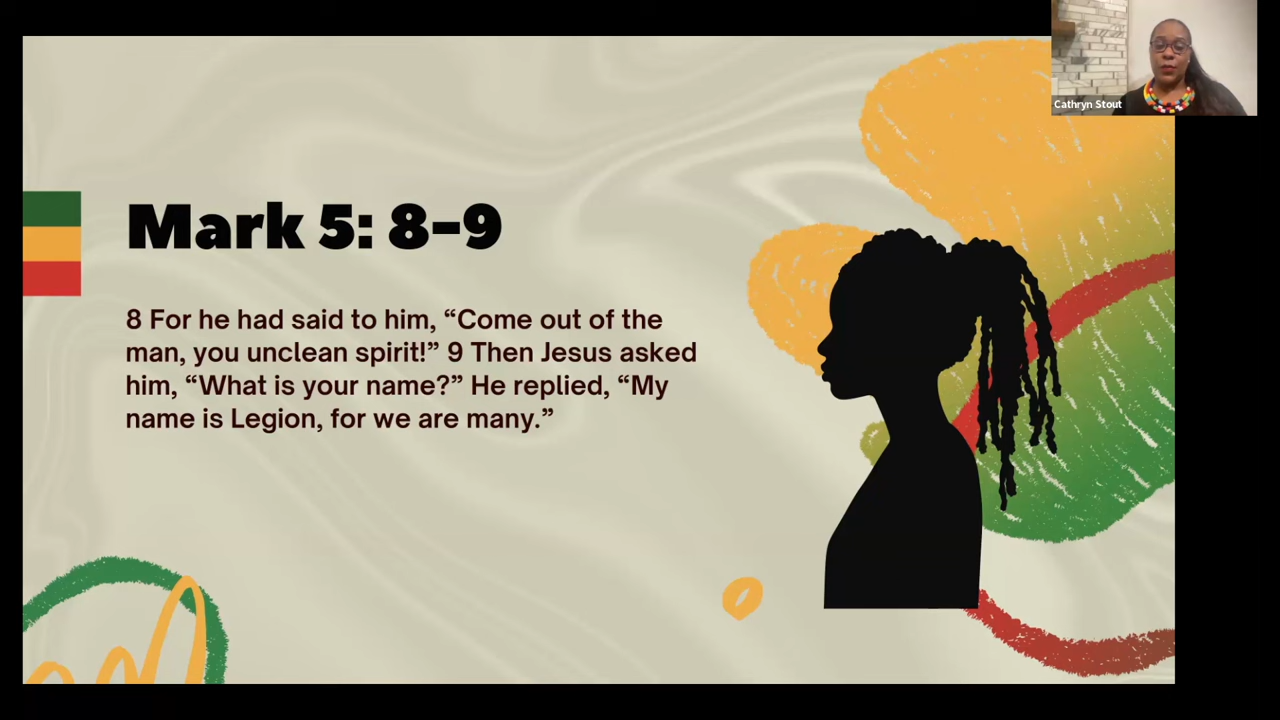 Cathryn Stout
Mark 5: 8-9
8 For he had said to him, “Come out of the
man, you unclean spirit!” 9 Then Jesus asked
him, “What is your name?” He replied, “My
name is Legion, for we are many.”